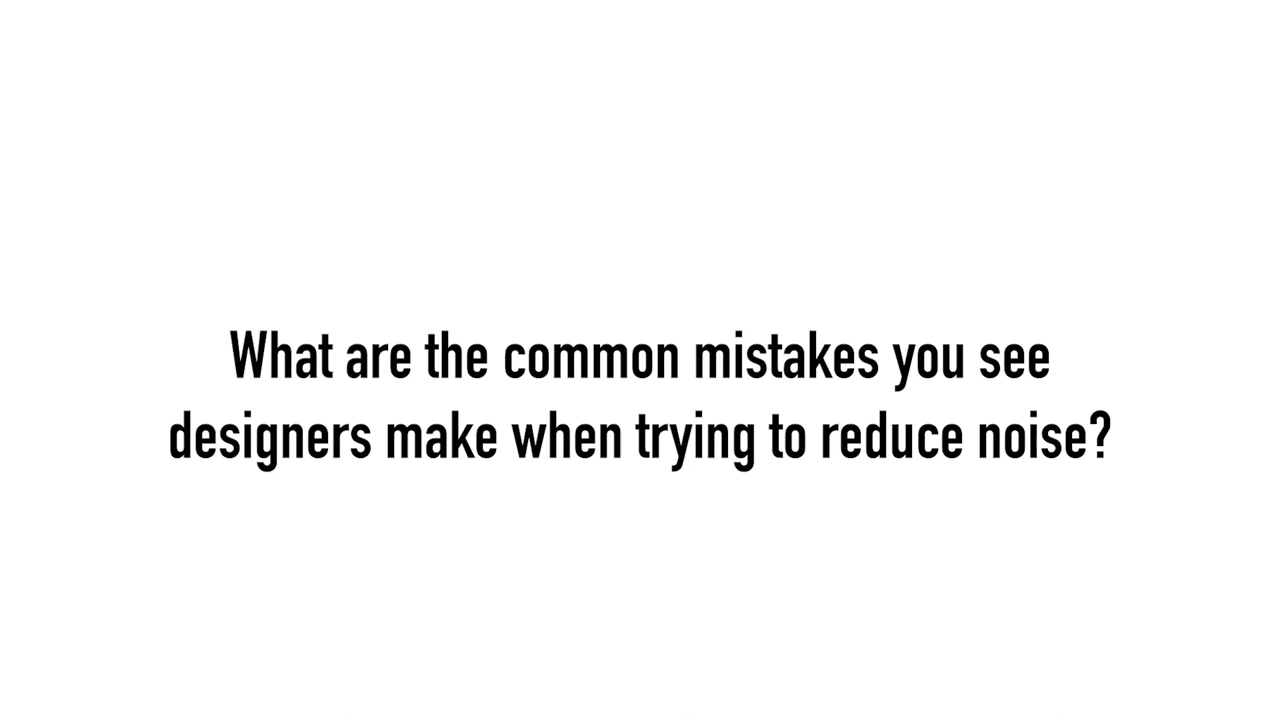 What are the common mistakes you see
designers make when trying to reduce noise?